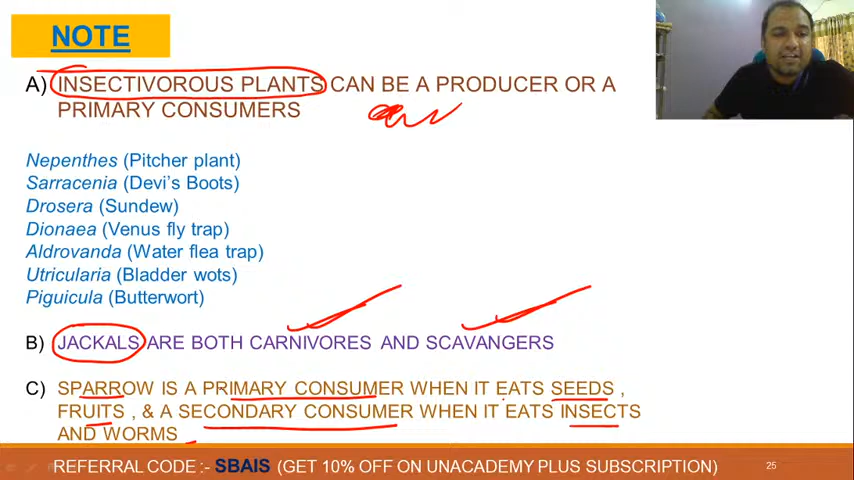 NOTE
A) INSECTIVOROUS PLANTS CAN BE A PRODUCER OR A
PRIMARY CONSUMERS
Nepenthes (Pitcher plant)
Sarracenia (Devi's Boots)
Drosera (Sundew)
Dionaea (Venus fly trap)
Aldrovanda (Water flea trap)
Utricularia (Bladder wots)
Piguicula (Butterwort)
B) JACKALS ARE BOTH CARNIVORES AND SCAVANGERS
C) SPARROW IS A PRIMARY CONSUMER WHEN IT EATS SEEDS ,
FRUITS , & A SECONDARY CONSUMER WHEN IT EATS INSECTS
AND WORMS
REFERRAL CODE :- SBAIS (GET 10% OFF ON UNACADEMY PLUS SUBSCRIPTION)
25